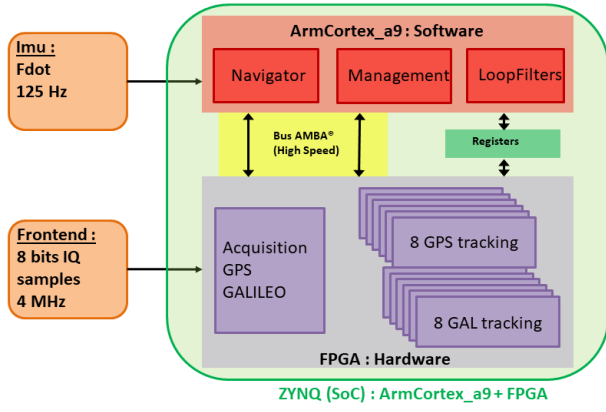 Imu :
Fdot
125 Hz
ArmCortex_a9 : Software
Navigator
Management
LoopFilters
Bus AMBA®
(High Speed)
Registers
Frontend :
8 bits IQ
samples
4 MHz
Acquisition
GPS
GALILEO
8 GPS tracking
8 GAL tracking
FPGA : Hardware
ZYNQ (SoC) : ArmCortex_a9 + FPGA